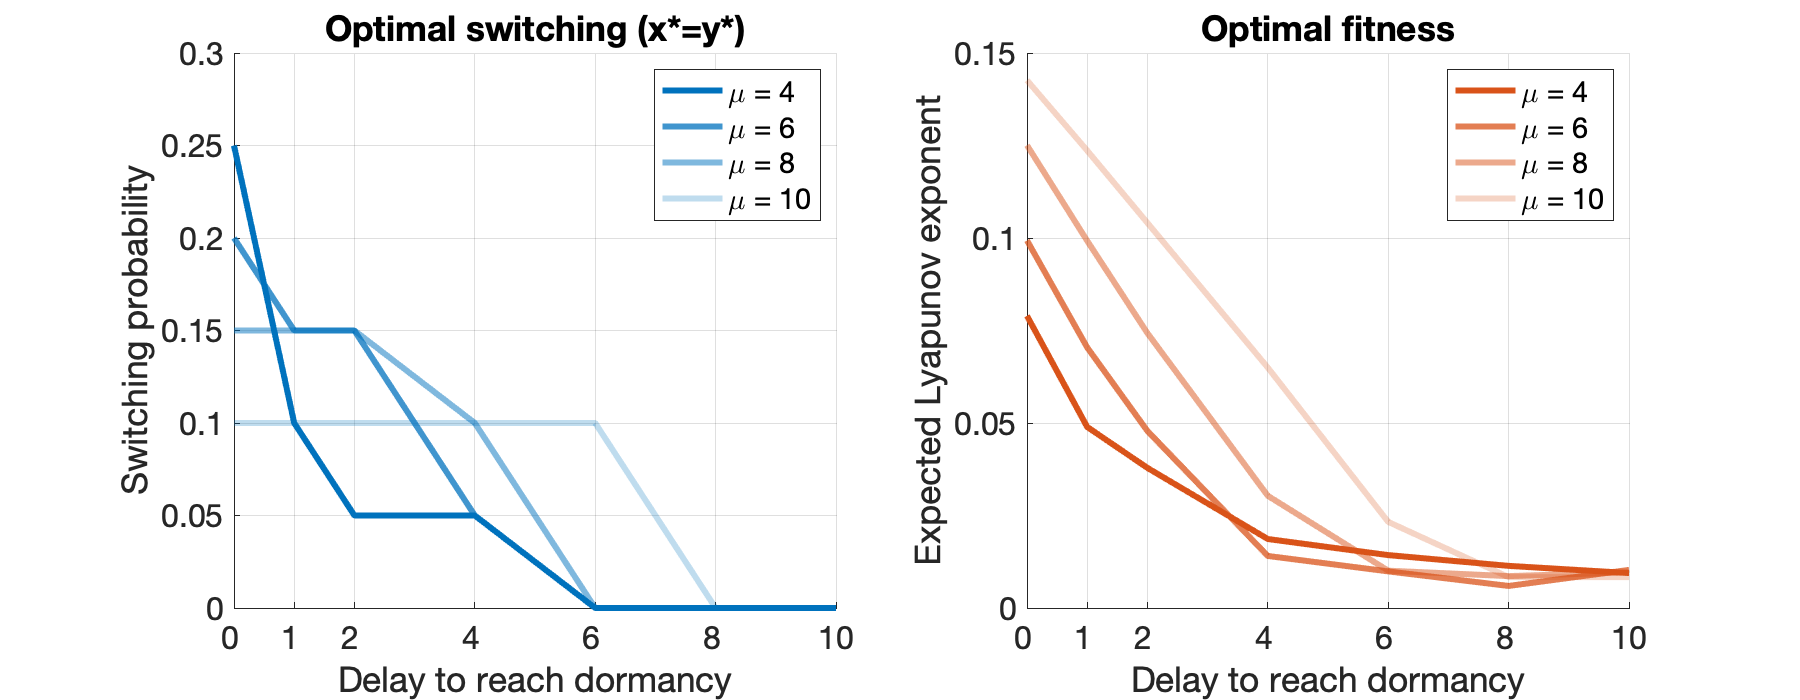 Optimal switching (x*=y*)
0.3
0.25
0.2
0.15
0.1
0.05
0
Switching probability
μ = 4
μ = 6
μ = 8
μ = 10
0 1 2 4 6 8 10
Delay to reach dormancy
Optimal fitness
0.15
0.1
0.05
0
Expected Lyapunov exponent
μ = 4
μ = 6
μ = 8
μ = 10
0 1 2 4 6 8 10
Delay to reach dormancy